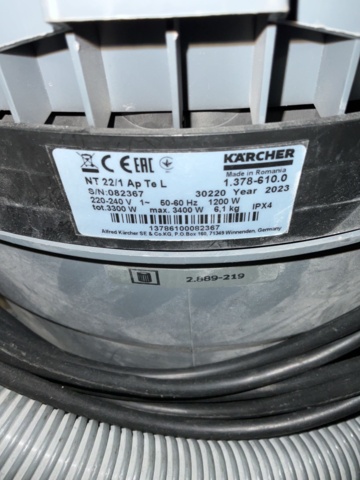 CE EAC
KÄRCHER
Made in Romania
NT 22/1 Ap Te L 1.378-610.0
S/N:082367 30220 Year 2023
220-240 V 1~ 50-60 Hz 1200 W
tot.3300 W max. 3400 W 6,1 kg IPX4
13786100082367
Alfred Kärcher SE & Co.KG, P.O.Box 160, 71349 Winnenden, Germany
2.889-219